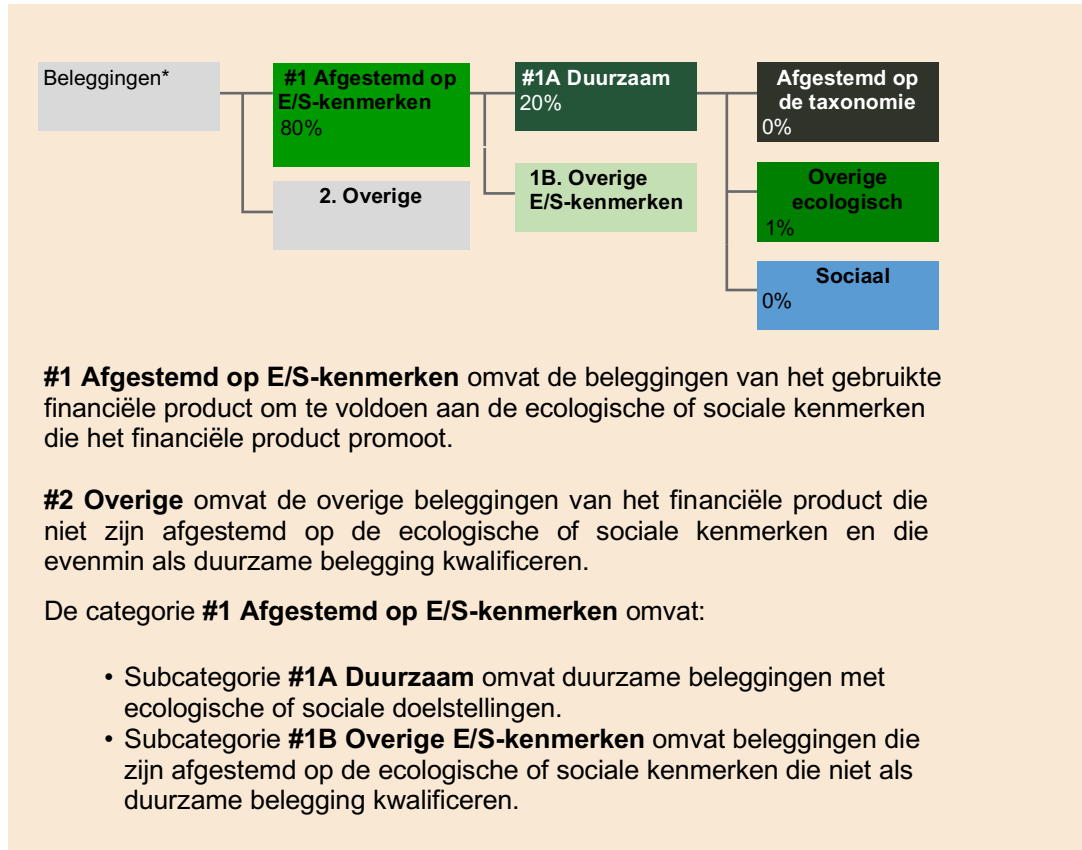 Beleggingen*
#1 Afgestemd op
E/S-kenmerken
80%
#1A Duurzaam
20%
Afgestemd op
de taxonomie
0%
2. Overige
1B. Overige
E/S-kenmerken
Overige
ecologisch
1%
Sociaal
0%
#1 Afgestemd op E/S-kenmerken omvat de beleggingen van het gebruikte
financiële product om te voldoen aan de ecologische of sociale kenmerken
die het financiële product promoot.
#2 Overige omvat de overige beleggingen van het financiële product die
niet zijn afgestemd op de ecologische of sociale kenmerken en die
evenmin als duurzame belegging kwalificeren.
De categorie #1 Afgestemd op E/S-kenmerken omvat:
• Subcategorie #1A Duurzaam omvat duurzame beleggingen met
ecologische of sociale doelstellingen.
• Subcategorie #1B Overige E/S-kenmerken omvat beleggingen die
zijn afgestemd op de ecologische of sociale kenmerken die niet als
duurzame belegging kwalificeren.